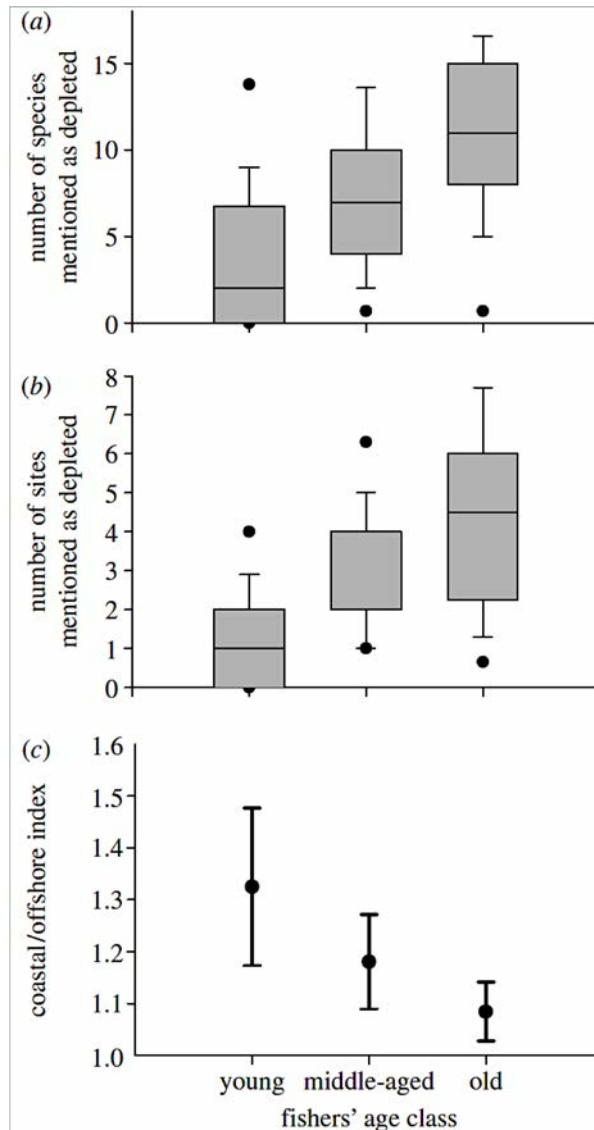 (a)
number of species
mentioned as depleted
15
10
5
0
(b)
number of sites
mentioned as depleted
8
7
6
5
4
3
2
1
0
(c)
coastal/offshore index
1.6
1.5
1.4
1.3
1.2
1.1
1.0
young middle-aged old
fishers' age class